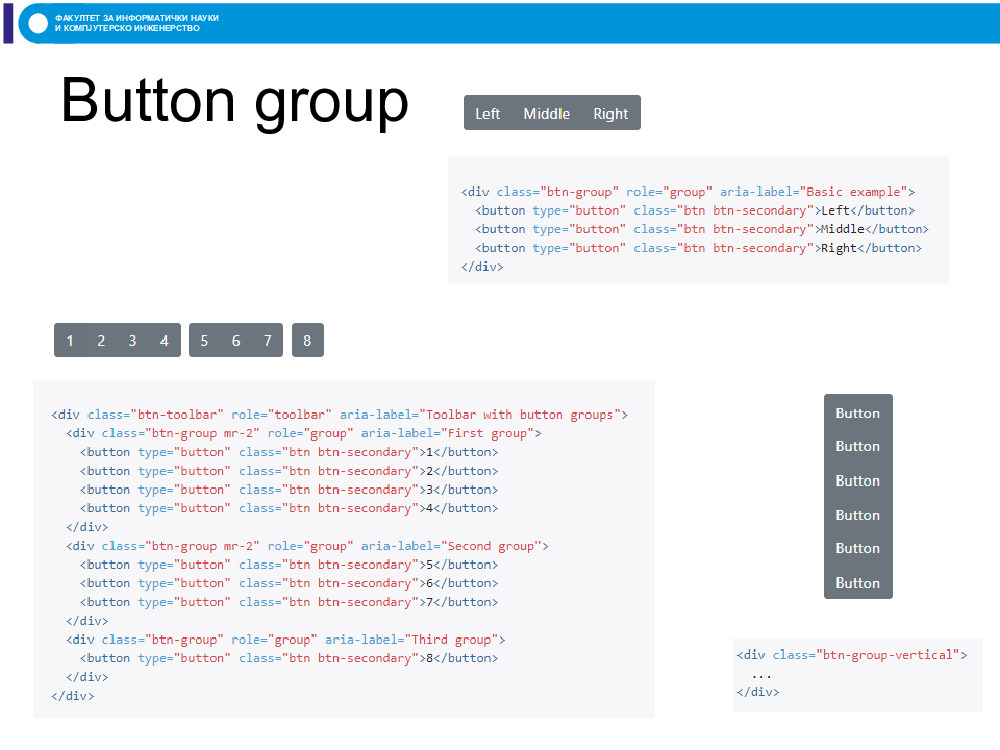 ФАКУЛТЕТ ЗА ИНФОРМАТИЧКИ НАУКИ
И КОМПЈУТЕРСКО ИНЖЕНЕРСТВО
Button group
Left Middle Right
<div class="btn-group" role="group" aria-label="Basic example">
  <button type="button" class="btn btn-secondary">Left</button>
  <button type="button" class="btn btn-secondary">Middle</button>
  <button type="button" class="btn btn-secondary">Right</button>
</div>
1 2 3 4 5 6 7 8
<div class="btn-toolbar" role="toolbar" aria-label="Toolbar with button groups">
  <div class="btn-group mr-2" role="group" aria-label="First group">
    <button type="button" class="btn btn-secondary">1</button>
    <button type="button" class="btn btn-secondary">2</button>
    <button type="button" class="btn btn-secondary">3</button>
    <button type="button" class="btn btn-secondary">4</button>
  </div>
  <div class="btn-group mr-2" role="group" aria-label="Second group">
    <button type="button" class="btn btn-secondary">5</button>
    <button type="button" class="btn btn-secondary">6</button>
    <button type="button" class="btn btn-secondary">7</button>
  </div>
  <div class="btn-group" role="group" aria-label="Third group">
    <button type="button" class="btn btn-secondary">8</button>
  </div>
</div>
Button
Button
Button
Button
Button
Button
<div class="btn-group-vertical">
  ...
</div>